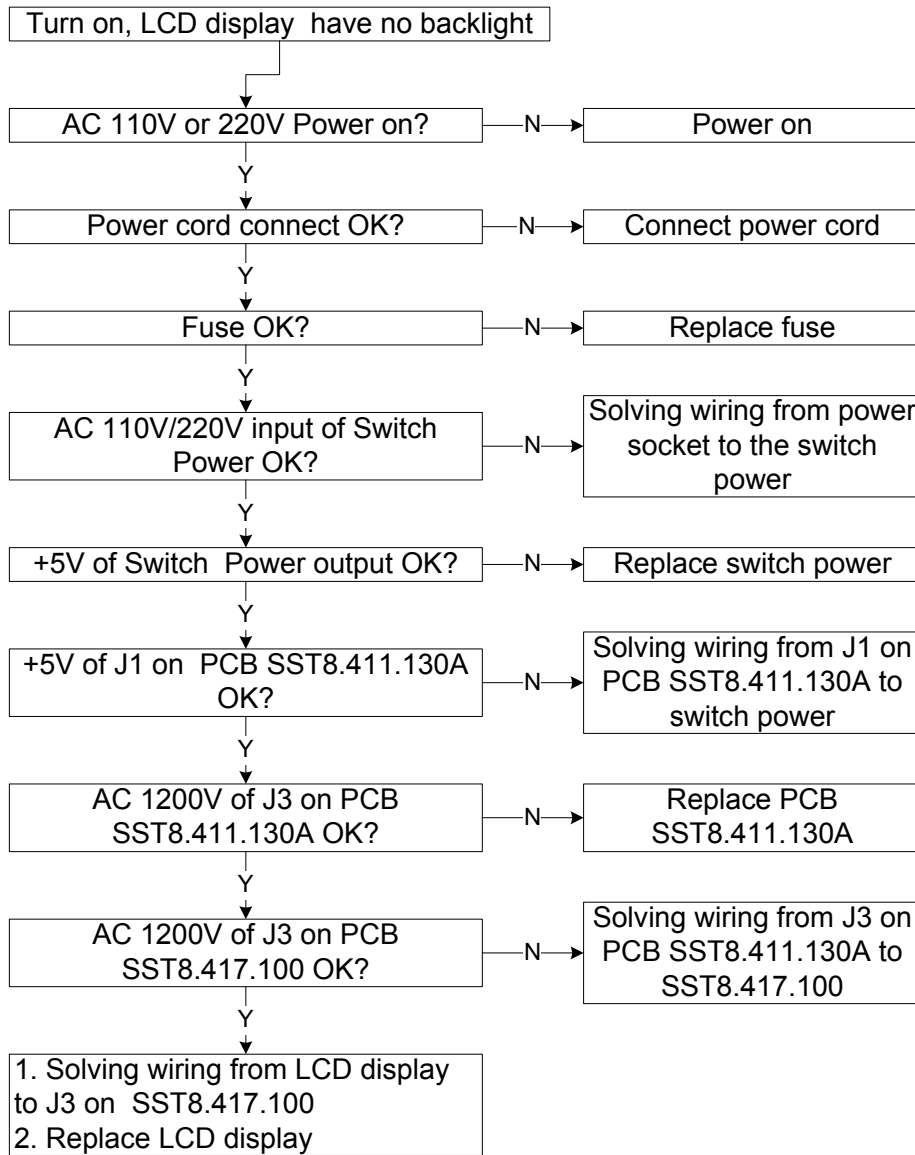 Turn on, LCD display have no backlight
AC 110V or 220V Power on?
N
Power on
Y
Power cord connect OK?
N
Connect power cord
Y
Fuse OK?
N
Replace fuse
Y
AC 110V/220V input of Switch
Power OK?
N
Solving wiring from power
socket to the switch
power
Y
+5V of Switch Power output OK?
N
Replace switch power
Y
+5V of J1 on PCB SST8.411.130A
OK?
N
Solving wiring from J1 on
PCB SST8.411.130A to
switch power
Y
AC 1200V of J3 on PCB
SST8.411.130A OK?
N
Replace PCB
SST8.411.130A
Y
AC 1200V of J3 on PCB
SST8.417.100 OK?
N
Solving wiring from J3 on
PCB SST8.411.130A to
SST8.417.100
Y
1. Solving wiring from LCD display
to J3 on SST8.417.100
2. Replace LCD display